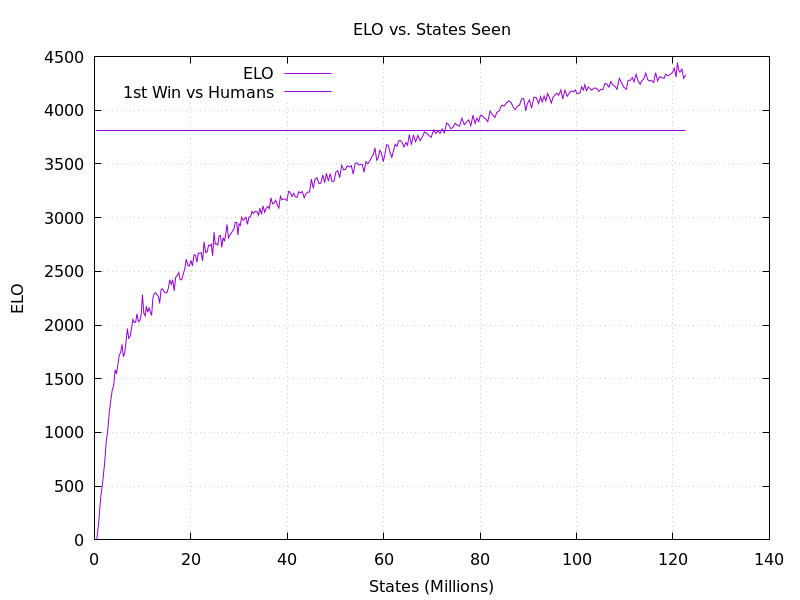 ELO vs. States Seen
4500
4000
3500
3000
2500
2000
1500
1000
500
0
ELO
1st Win vs Humans
ELO
0 20 40 60 80 100 120 140
States (Millions)